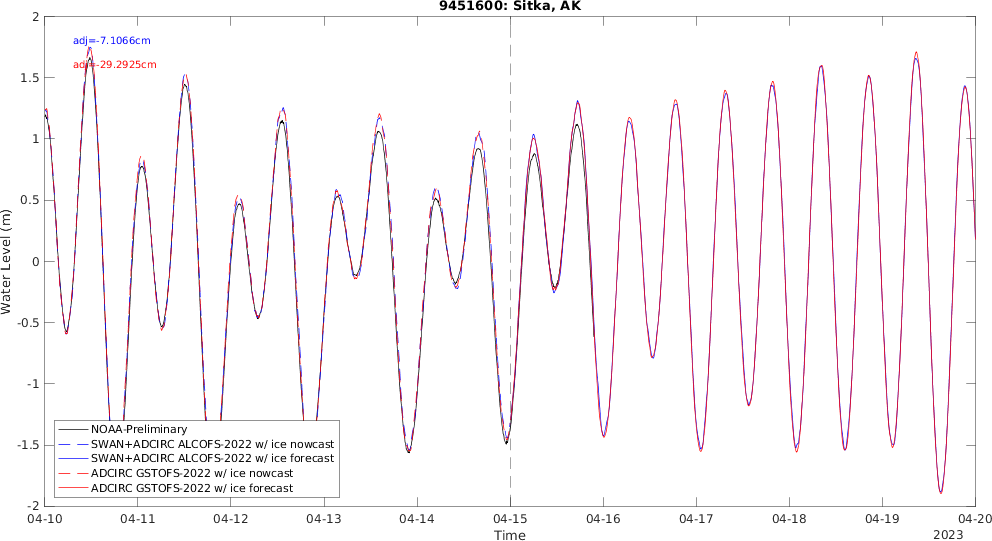 9451600: Sitka, AK
adj=-7.1066cm
adj=-29.2925cm
2
1.5
1
0.5
0
-0.5
-1
-1.5
-2
Water Level (m)
NOAA-Preliminary
SWAN+ADCIRC ALCOFS-2022 w/ ice nowcast
SWAN+ADCIRC ALCOFS-2022 w/ ice forecast
ADCIRC GSTOFS-2022 w/ ice nowcast
ADCIRC GSTOFS-2022 w/ ice forecast
04-10 04-11 04-12 04-13 04-14 04-15 04-16 04-17 04-18 04-19 04-20
Time
2023